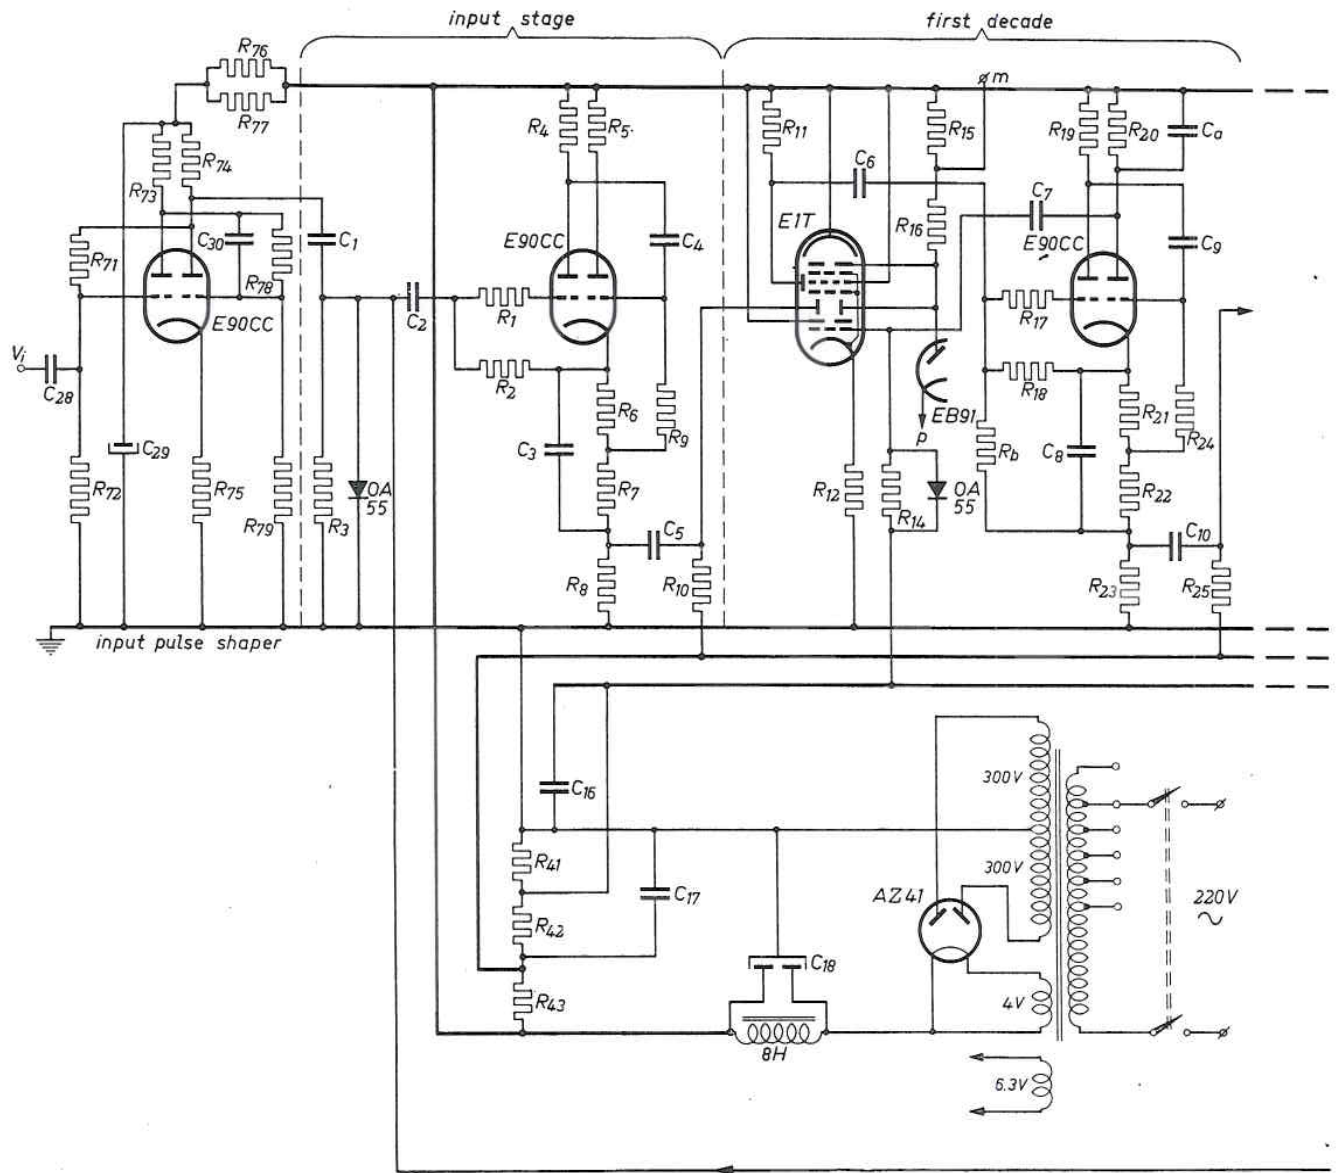 input stage
first decade
R76
R77
m
R4
R5
R11
R15
R19
R20
Ca
R74
R73
C6
C7
E1T
R16
C30
C1
E90CC
C4
E90CC
C9
R71
R78
E90CC
C2
R1
R17
Vi
C28
R2
R18
EB91
p
R6
R9
R21
R24
C29
C3
Rb
C8
R72
R75
R79
R3
OA
55
R7
R12
R14
OA
55
R22
C5
C10
R8
R10
R23
R25
input pulse shaper
300V
C16
R41
300V
C17
AZ41
220V
R42
C18
R43
4V
8H
6.3V